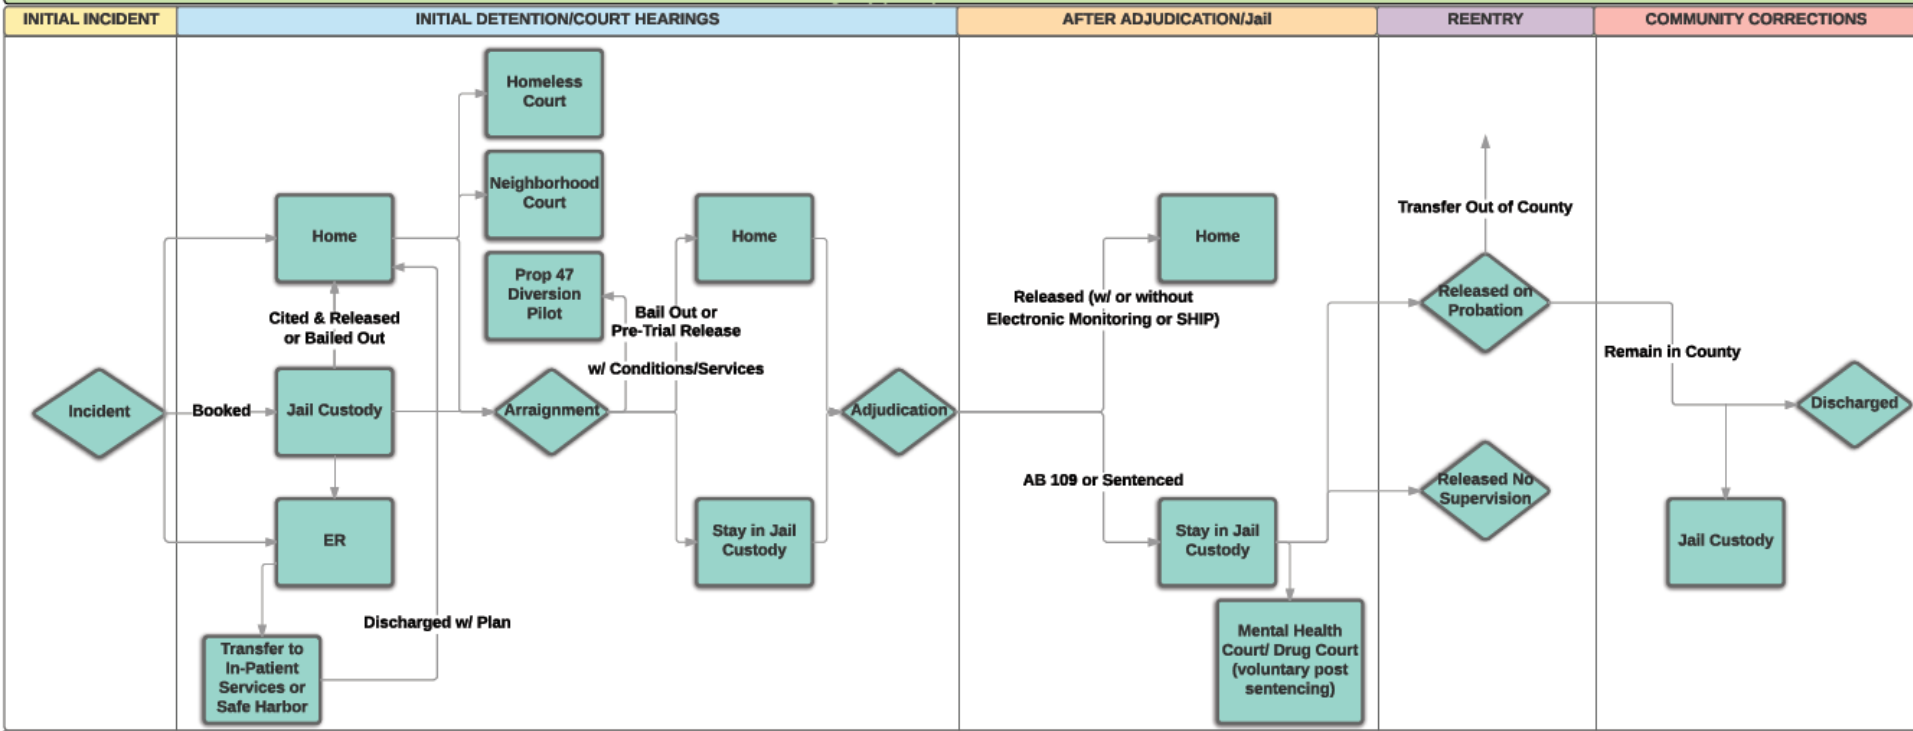 INITIAL INCIDENT
INITIAL DETENTION/COURT HEARINGS
AFTER ADJUDICATION/Jail
REENTRY
COMMUNITY CORRECTIONS
Homeless
Court
Neighborhood
Court
Prop 47
Diversion
Pilot
Home
Cited & Released
or Bailed Out
Incident
Booked
Jail Custody
ER
Transfer to
In-Patient
Services or
Safe Harbor
Discharged w/ Plan
Arraignment
Bail Out or
Pre-Trial Release
w/ Conditions/Services
Home
Stay in Jail
Custody
Adjudication
Released (w/ or without
Electronic Monitoring or SHIP)
Home
AB 109 or Sentenced
Stay in Jail
Custody
Mental Health
Court/ Drug Court
(voluntary post
sentencing)
Transfer Out of County
Released on
Probation
Released No
Supervision
Remain in County
Discharged
Jail Custody